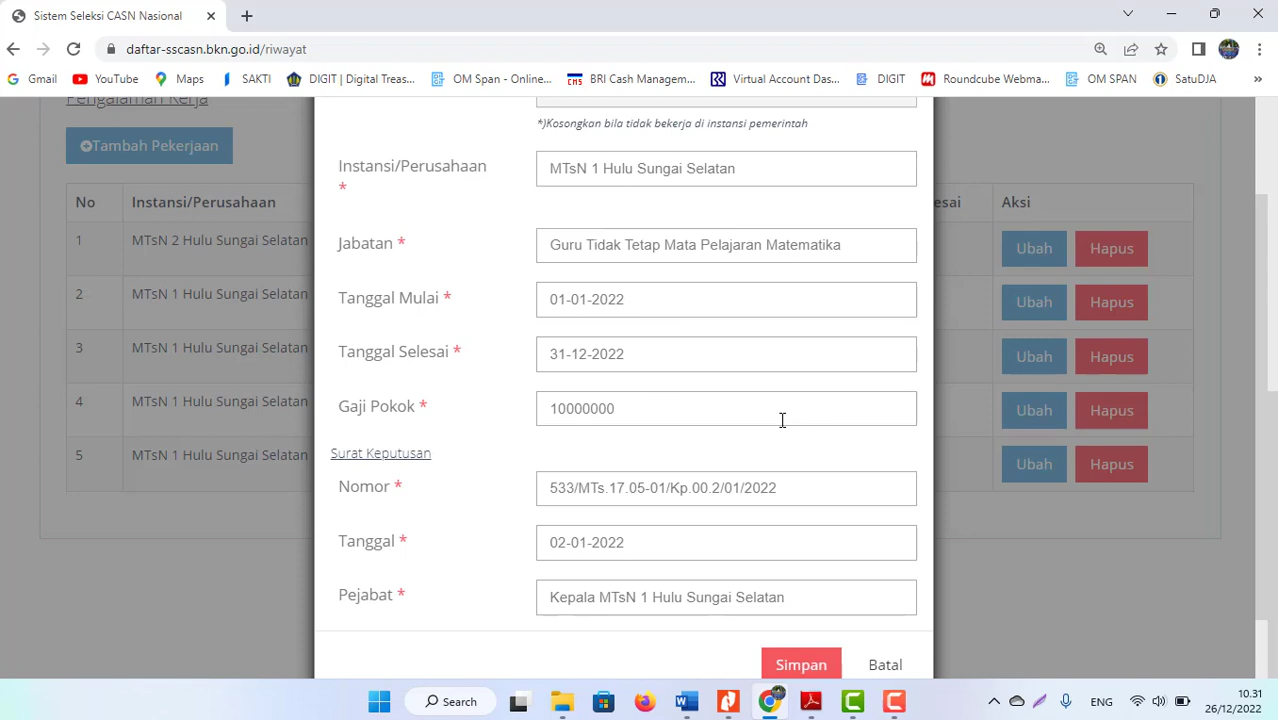 Sistem Seleksi CASN Nasional
daftar-sscasn.bkn.go.id/riwayat
Gmail YouTube Maps SAKTI DIGIT | Digital Treas... OM Span - Online... BRI Cash Managem... Virtual Account Das... DIGIT Roundcube Webma... OM SPAN SatuDJA »
Pengalaman Kerja
*)Kosongkan bila tidak bekerja di instansi pemerintah
Tambah Pekerjaan
Instansi/Perusahaan * MTsN 1 Hulu Sungai Selatan
No Instansi/Perusahaan esai Aksi
1 MTsN 2 Hulu Sungai Selatan Ubah Hapus
Jabatan * Guru Tidak Tetap Mata Pelajaran Matematika
2 MTsN 1 Hulu Sungai Selatan Ubah Hapus
Tanggal Mulai * 01-01-2022
3 MTsN 1 Hulu Sungai Selatan Ubah Hapus
Tanggal Selesai * 31-12-2022
4 MTsN 1 Hulu Sungai Selatan Ubah Hapus
Gaji Pokok * 10000000
5 MTsN 1 Hulu Sungai Selatan Ubah Hapus
Surat Keputusan
Nomor * 533/MTs.17.05-01/Kp.00.2/01/2022
Tanggal * 02-01-2022
Pejabat * Kepala MTsN 1 Hulu Sungai Selatan
Simpan Batal
Search ENG 10.31
26/12/2022